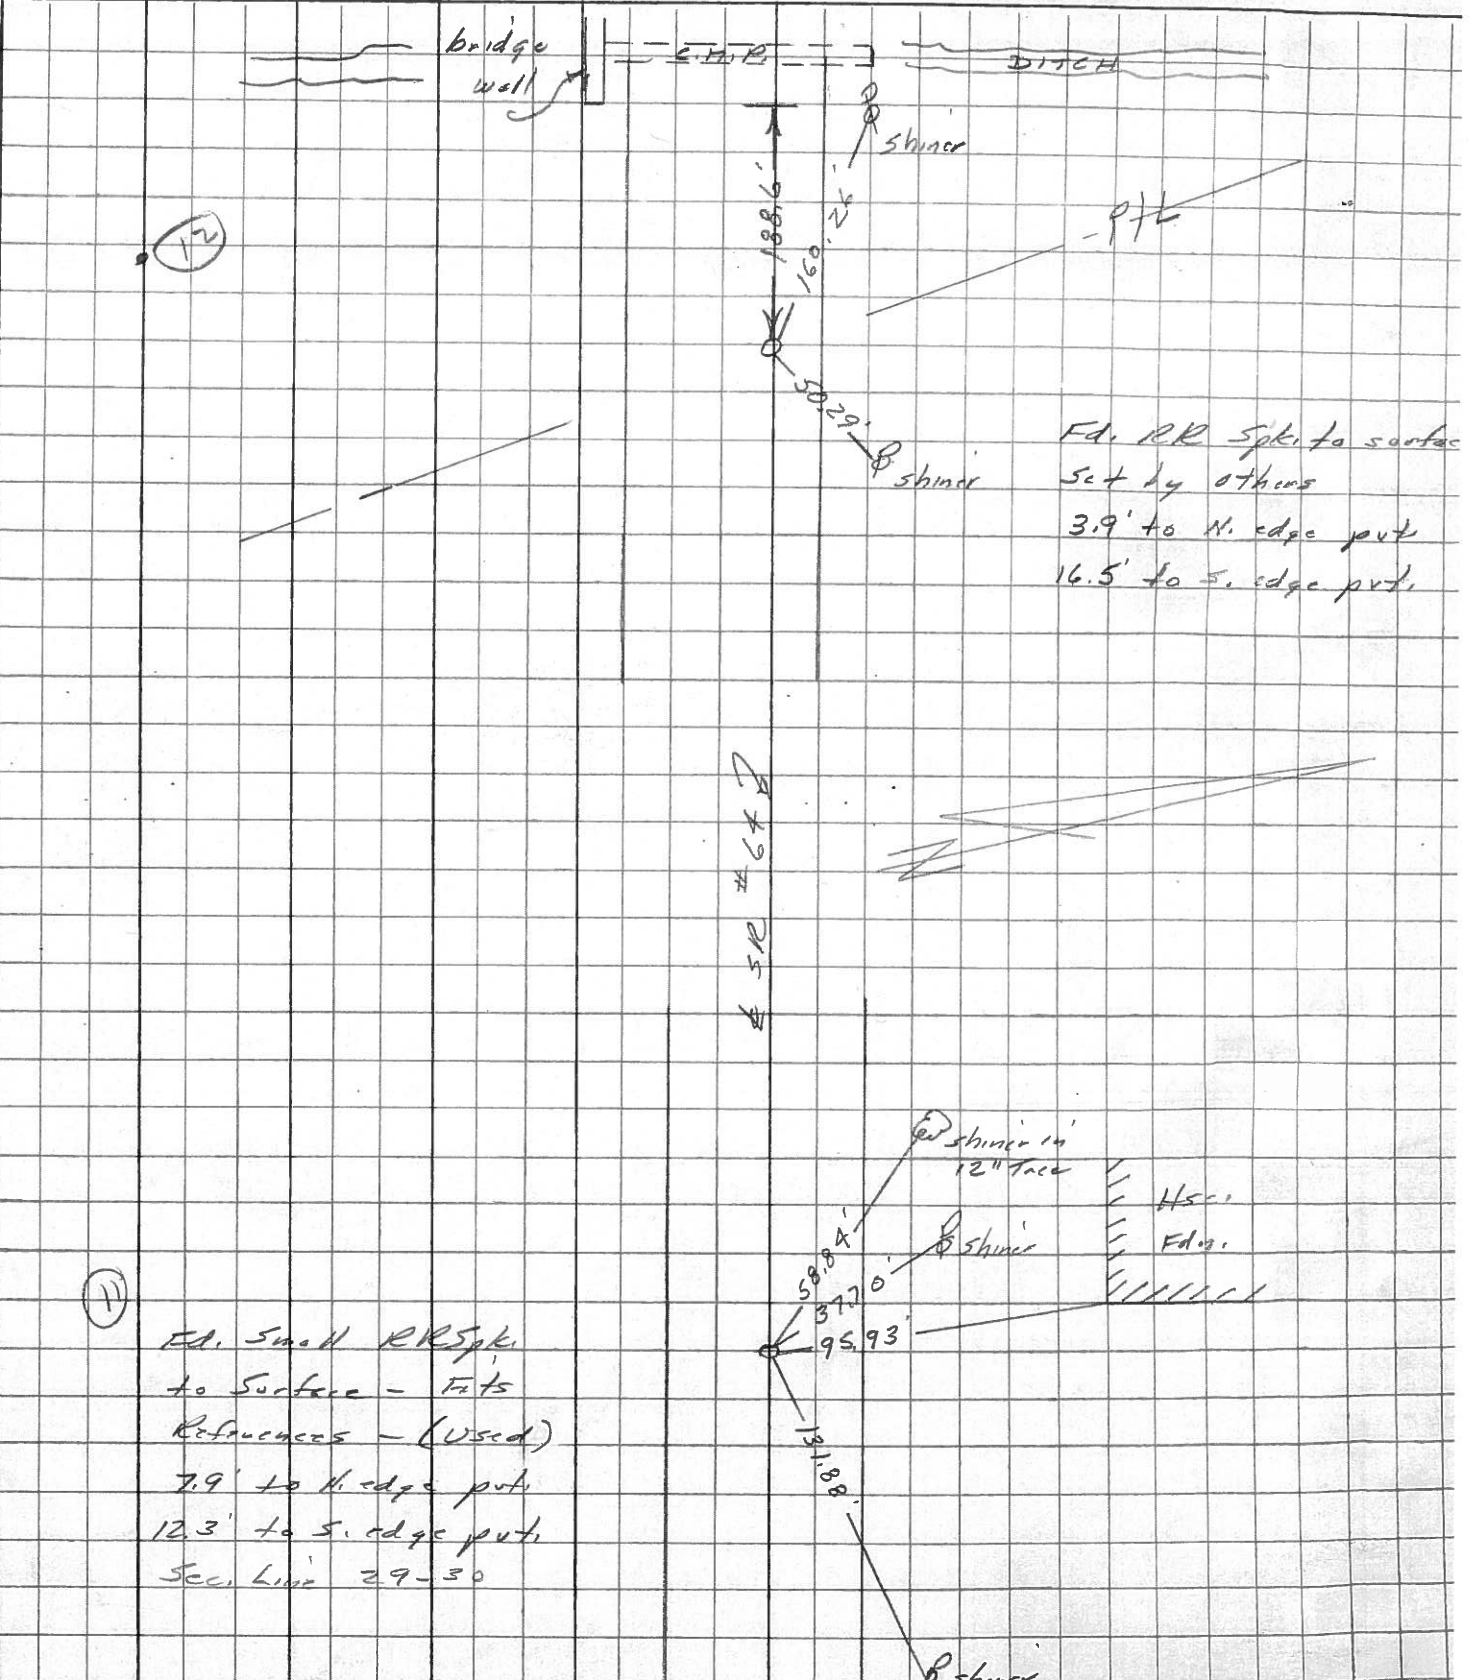 bridge
wall
C.M.P.
DITCH
shiner
188.6'
160.26'
12
50.29'
shiner
Fd. RR Spk. to surfac
Set by others
3.9' to N. edge pvt.
16.5' to S. edge pvt.
℄ SR #64
shiner in
12" Tree
Hse.
Fdn.
58.84'
shiner
37.70'
95.93'
11
Fd. Small RR Spk.
to Surface - Fits
References - (Used)
7.9' to N. edge pvt.
12.3' to S. edge pvt.
Sec. Line 29-30
131.88'
shiner